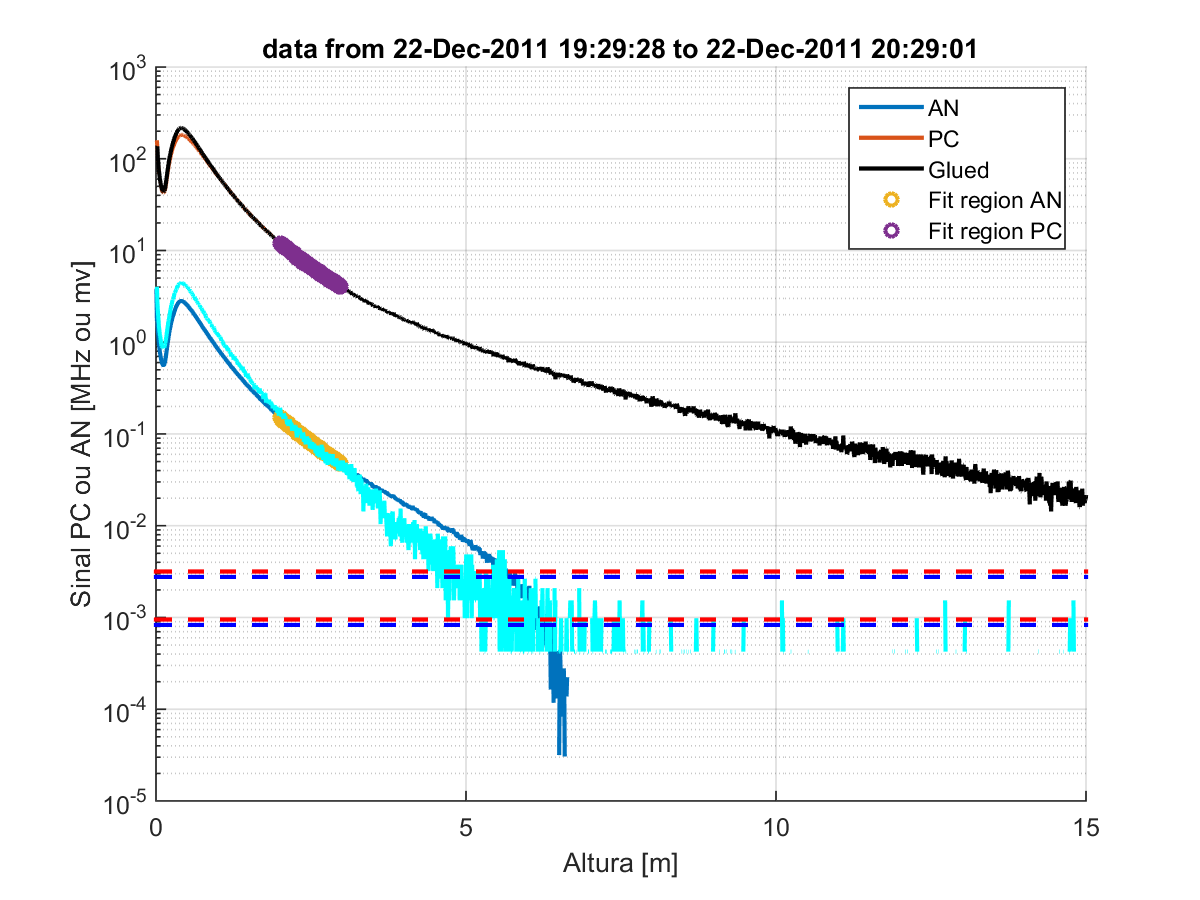 data from 22-Dec-2011 19:29:28 to 22-Dec-2011 20:29:01
AN
PC
Glued
Fit region AN
Fit region PC
Sinal PC ou AN [MHz ou mv]
10^3
10^2
10^1
10^0
10^-1
10^-2
10^-3
10^-4
10^-5
0 5 10 15
Altura [m]